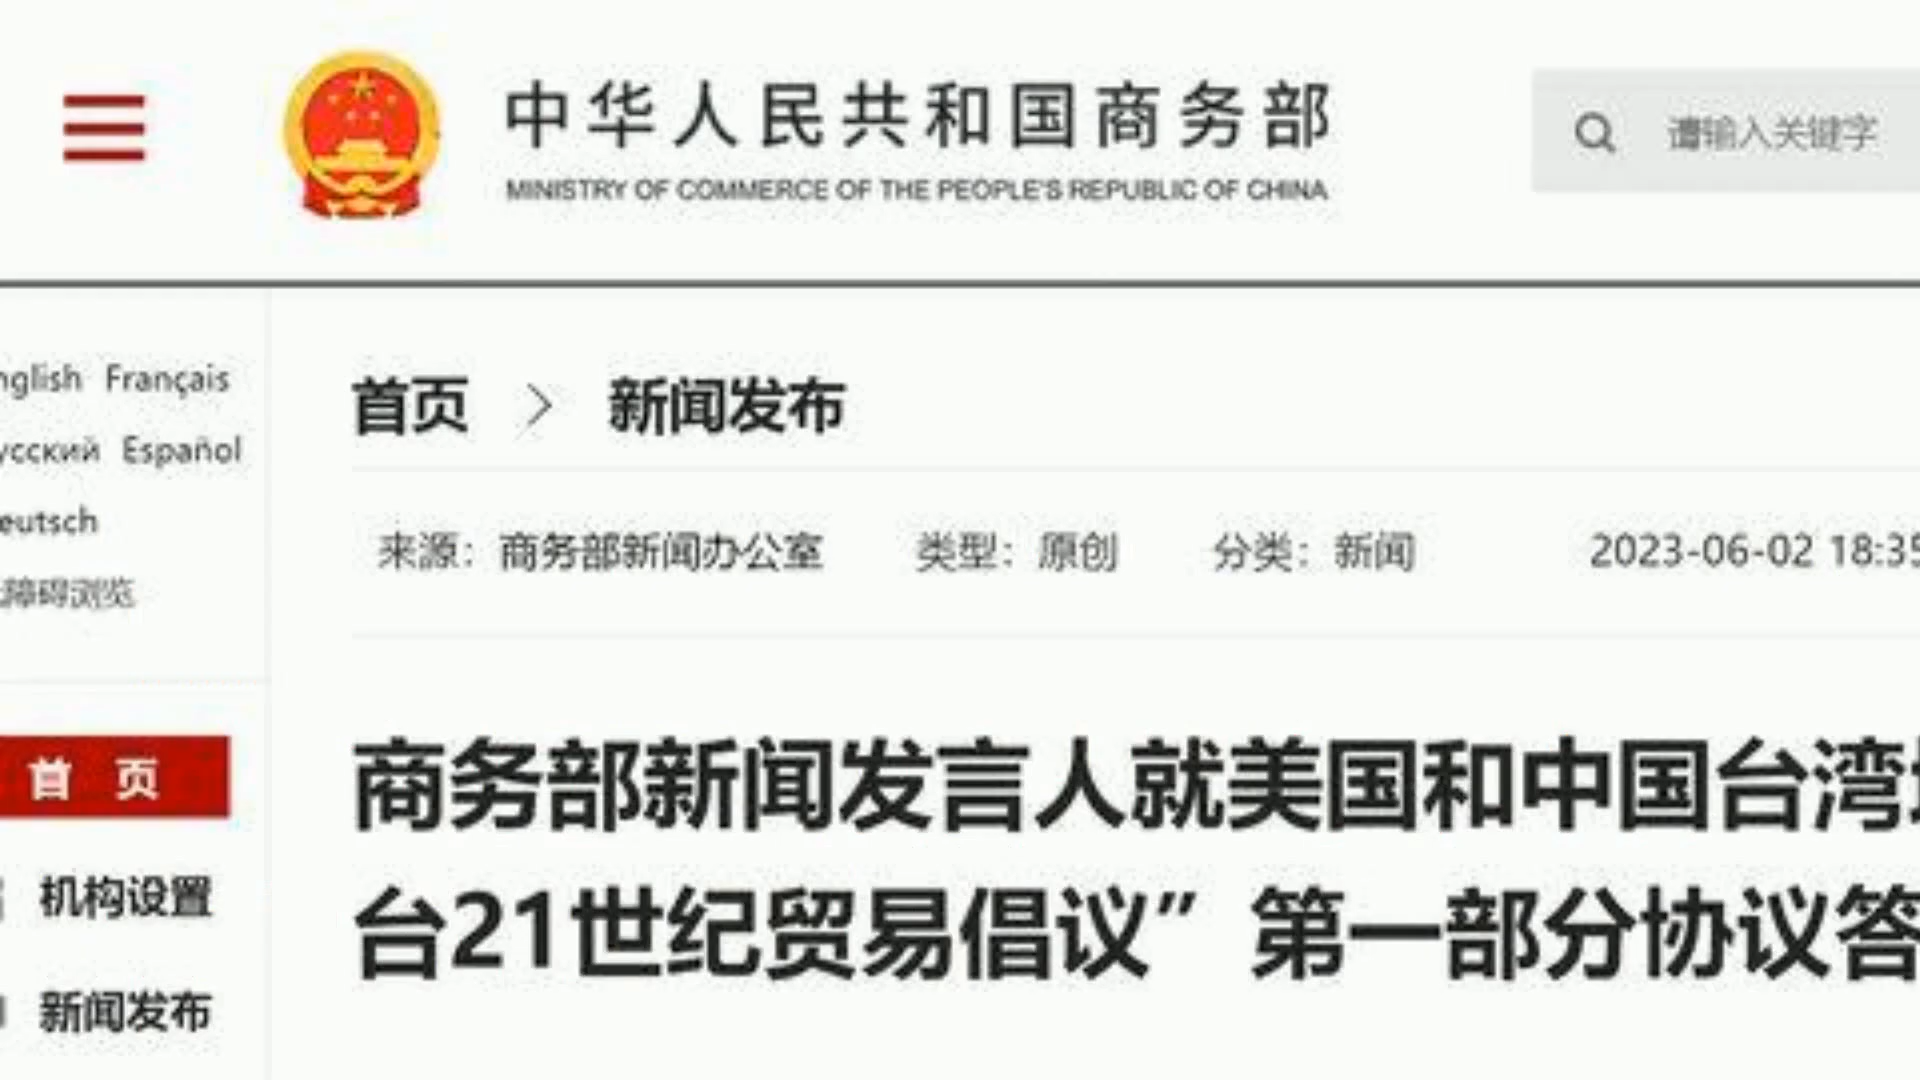 中华人民共和国商务部
MINISTRY OF COMMERCE OF THE PEOPLE'S REPUBLIC OF CHINA
请输入关键字
Français
Español
障碍浏览
首页 > 新闻发布
来源：商务部新闻办公室 类型：原创 分类：新闻 2023-06-02 18:35
首 页
机构设置
新闻发布
商务部新闻发言人就美国和中国台湾
台21世纪贸易倡议” 第一部分协议答